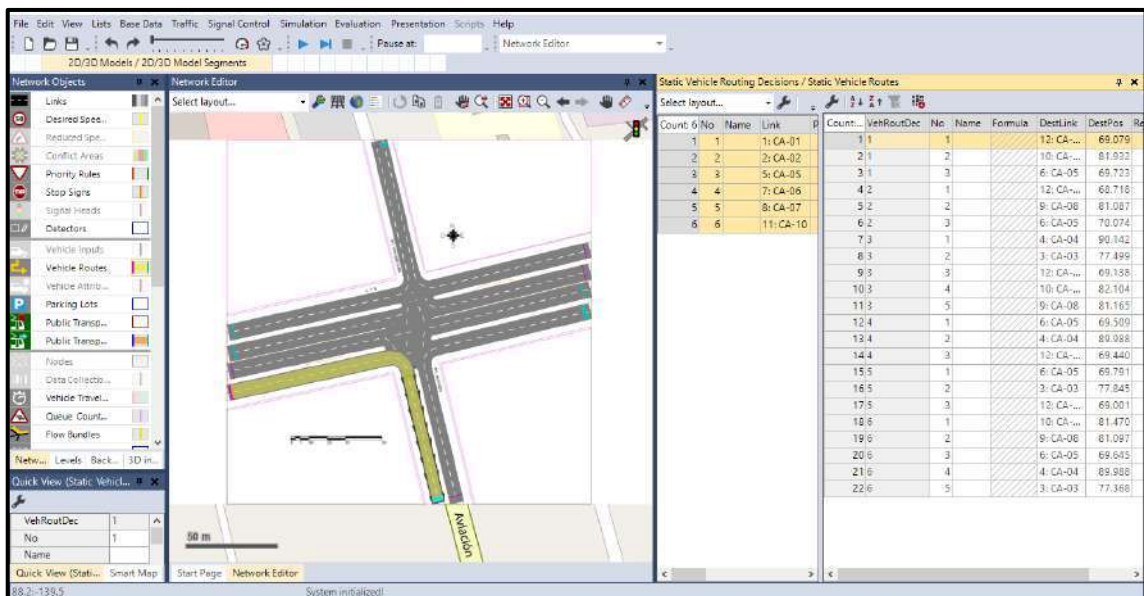 File Edit View Lists Base Data Traffic Signal Control Simulation Evaluation Presentation Scripts Help
Pause at: Network Editor
2D/3D Models / 2D/3D Model Segments
Network Objects
Links
Desired Spee...
Reduced Spe...
Conflict Areas
Priority Rules
Stop Signs
Signal Heads
Detectors
Vehicle Inputs
Vehicle Routes
Vehicle Attrib...
Parking Lots
Public Transp...
Public Transp...
Nodes
Data Collectio...
Vehicle Travel...
Queue Count...
Flow Bundles
Netw... Levels Back... 3D in...
Quick View (Static Vehicl...
VehRoutDec 1
No 1
Name
Quick View (Stati... Smart Map
Network Editor
Select layout...
50 m
Aviación
Start Page Network Editor
Static Vehicle Routing Decisions / Static Vehicle Routes
Select layout...
Count: 6 No Name Link P
1 1 1: CA-01
2 2 2: CA-02
3 3 5: CA-05
4 4 7: CA-06
5 5 8: CA-07
6 6 11: CA-10
Count:... VehRoutDec No Name Formula DestLink DestPos Re
1 1 1 12: CA-... 69.079
2 1 2 10: CA-... 81.932
3 1 3 6: CA-05 69.723
4 2 1 12: CA-... 68.718
5 2 2 9: CA-08 81.087
6 2 3 6: CA-05 70.074
7 3 1 4: CA-04 90.142
8 3 2 3: CA-03 77.499
9 3 3 12: CA-... 69.188
10 3 4 10: CA-... 82.104
11 3 5 9: CA-08 81.165
12 4 1 6: CA-05 69.509
13 4 2 4: CA-04 89.988
14 4 3 12: CA-... 69.440
15 5 1 6: CA-05 69.791
16 5 2 3: CA-03 77.845
17 5 3 12: CA-... 69.001
18 6 1 10: CA-... 81.470
19 6 2 9: CA-08 81.097
20 6 3 6: CA-05 69.645
21 6 4 4: CA-04 89.988
22 6 5 3: CA-03 77.368
88.2:-139.5 System initialized!